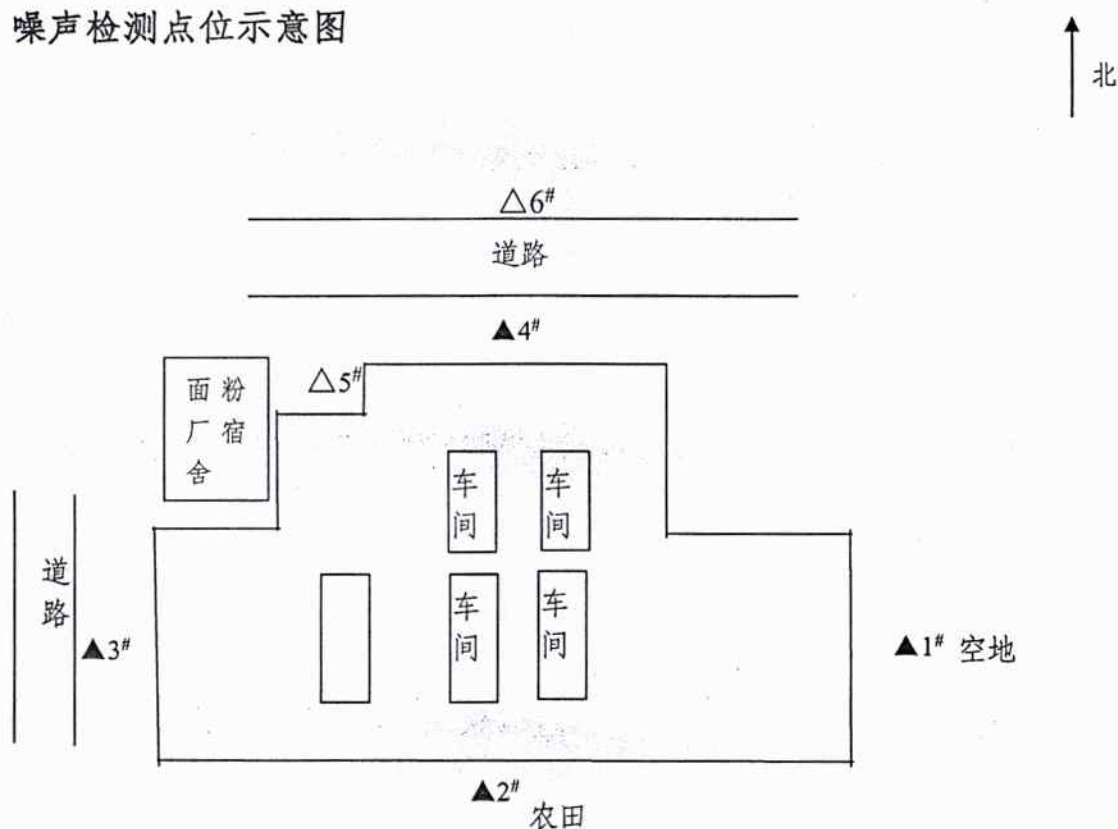 噪声检测点位示意图
北
△6#
道路
▲4#
△5#
面粉
厂宿
舍
车间
车间
道路
车间
车间
▲3#
▲1# 空地
▲2#
农田